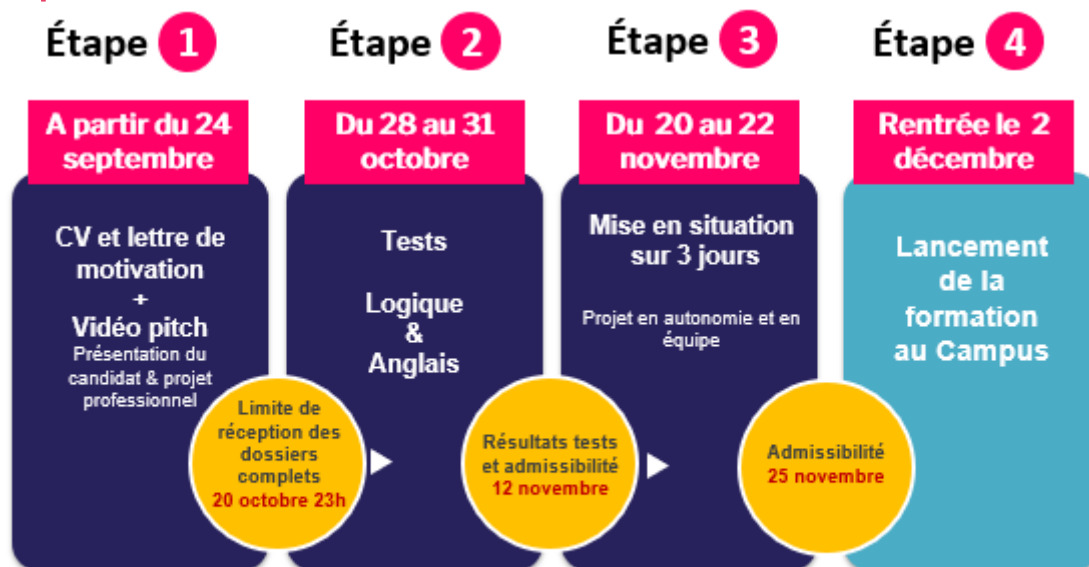 Étape 1
A partir du 24
septembre
CV et lettre de
motivation
+
Vidéo pitch
Présentation du
candidat & projet
professionnel
Limite de
réception des
dossiers
complets
20 octobre 23h
Étape 2
Du 28 au 31
octobre
Tests
Logique
&
Anglais
Résultats tests
et admissibilité
12 novembre
Étape 3
Du 20 au 22
novembre
Mise en situation
sur 3 jours
Projet en autonomie et en
équipe
Admissibilité
25 novembre
Étape 4
Rentrée le 2
décembre
Lancement
de la
formation
au Campus